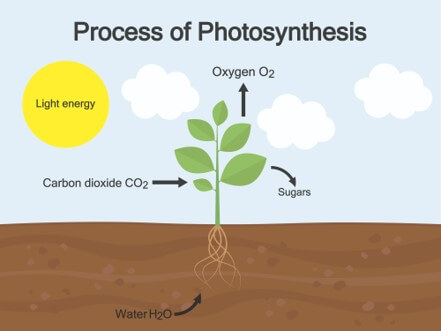 Process of Photosynthesis
Oxygen O2
Light energy
Carbon dioxide CO2
Sugars
Water H2O